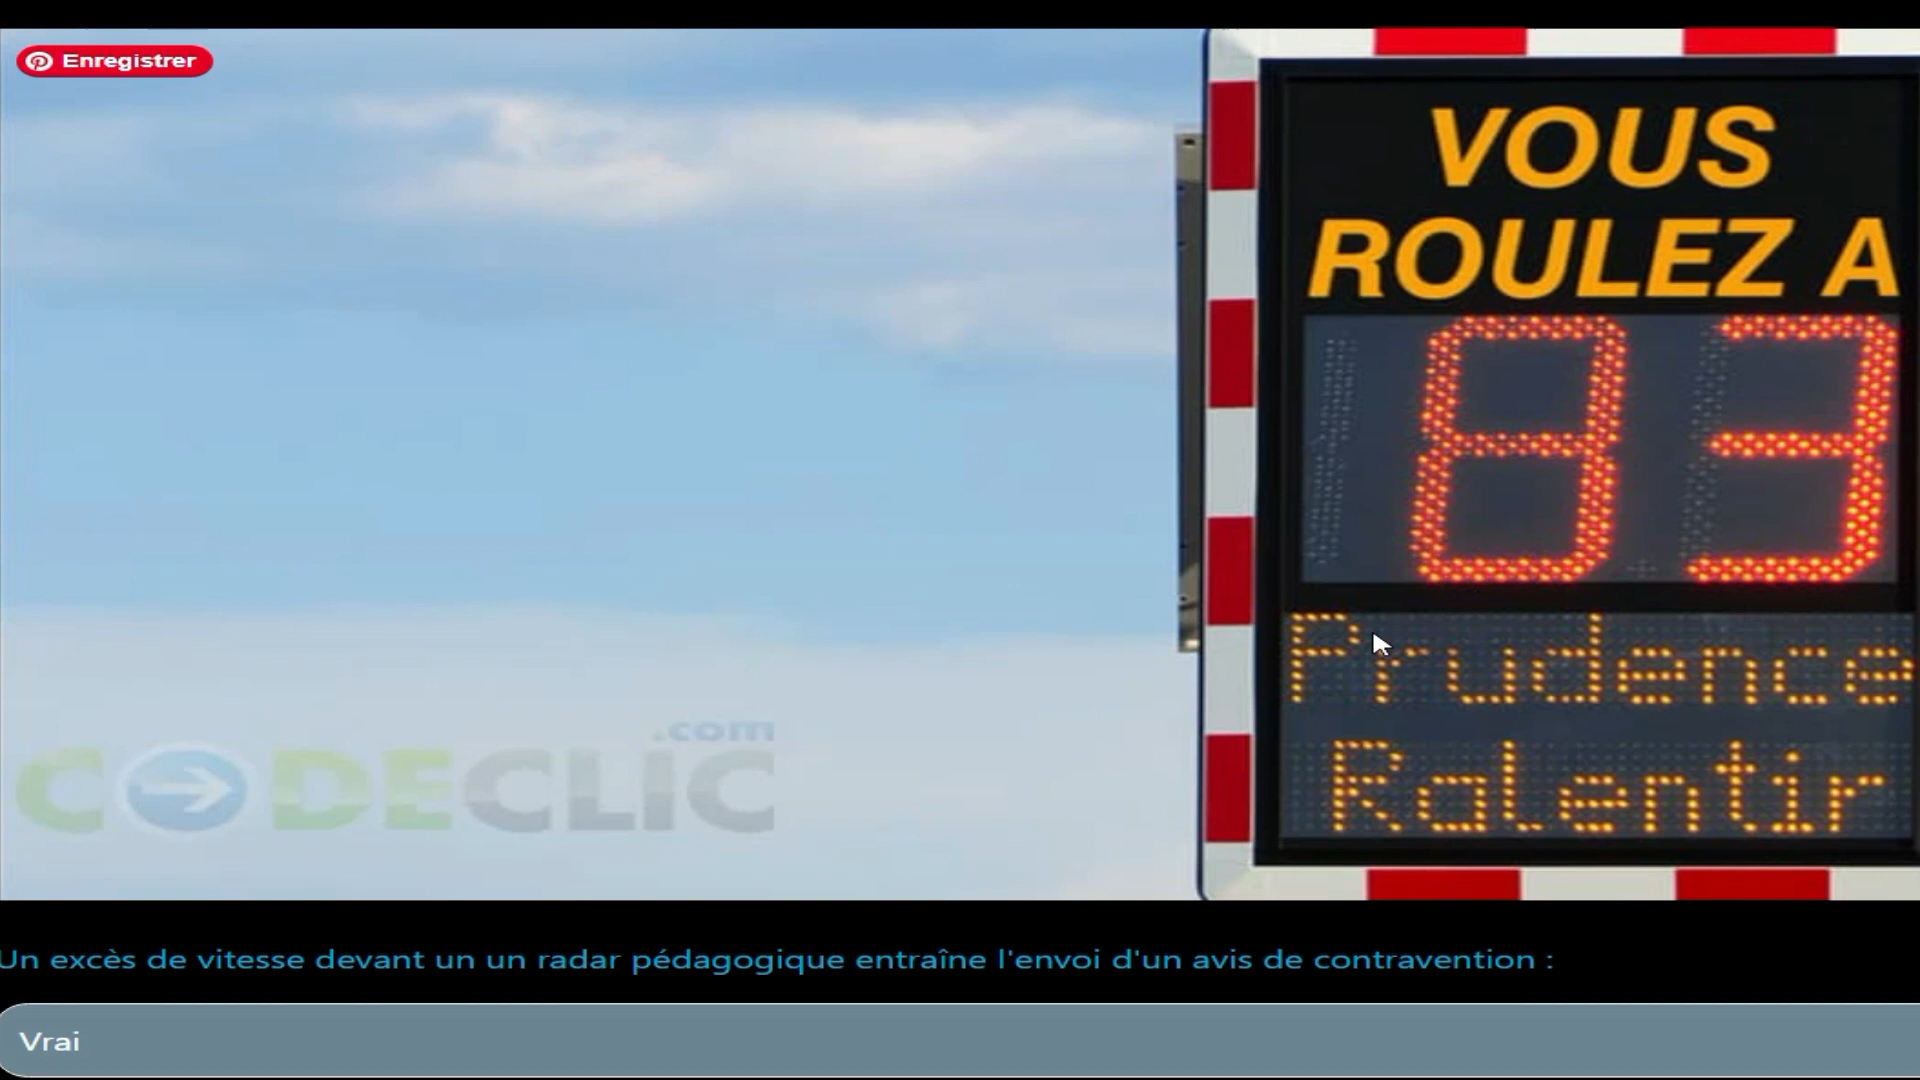 Enregistrer
VOUS
ROULEZ A
83
Prudence
Ralentir
.com
CODECLIC
Un excès de vitesse devant un un radar pédagogique entraîne l'envoi d'un avis de contravention :
Vrai